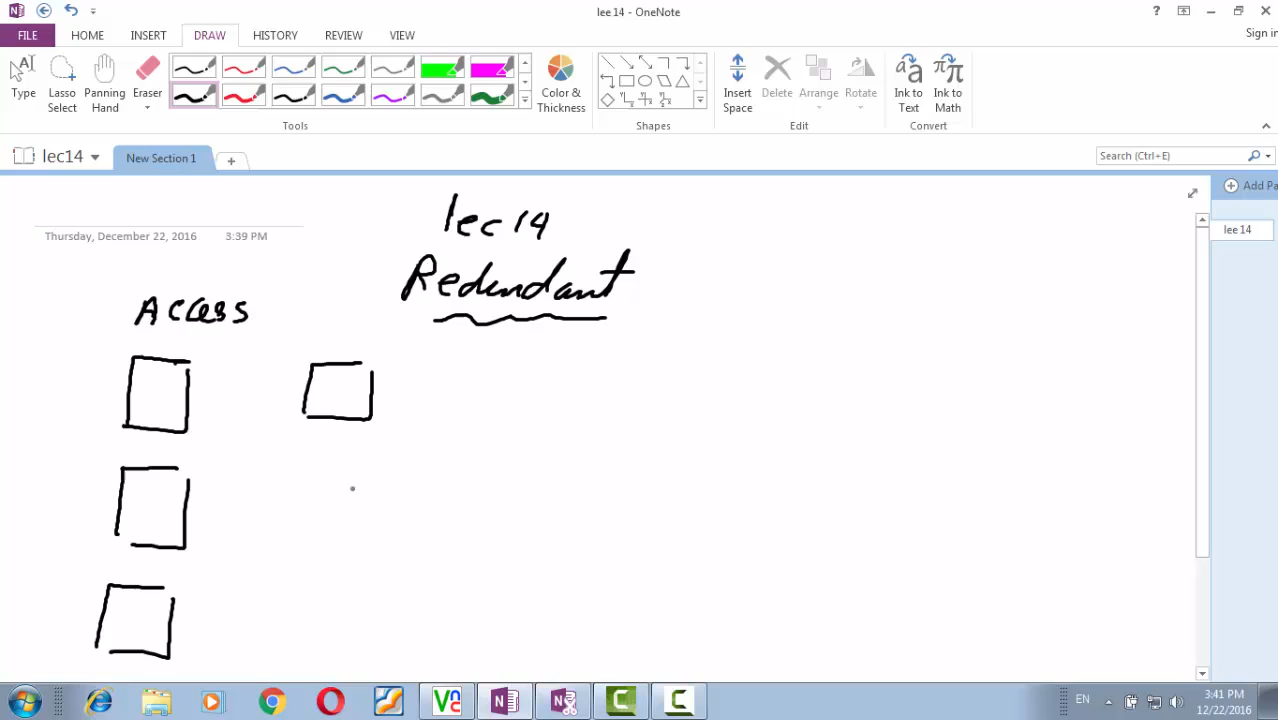 lee 14 - OneNote
?
FILE HOME INSERT DRAW HISTORY REVIEW VIEW
Sign in
Type
Lasso Select
Panning Hand
Eraser
Color & Thickness
Insert Space
Delete
Arrange
Rotate
Ink to Text
Ink to Math
Tools
Shapes
Edit
Convert
lec14
New Section 1
Search (Ctrl+E)
Add Pa
lee 14
lec 14
Thursday, December 22, 2016 3:39 PM
Redundant
Access
EN
3:41 PM
12/22/2016